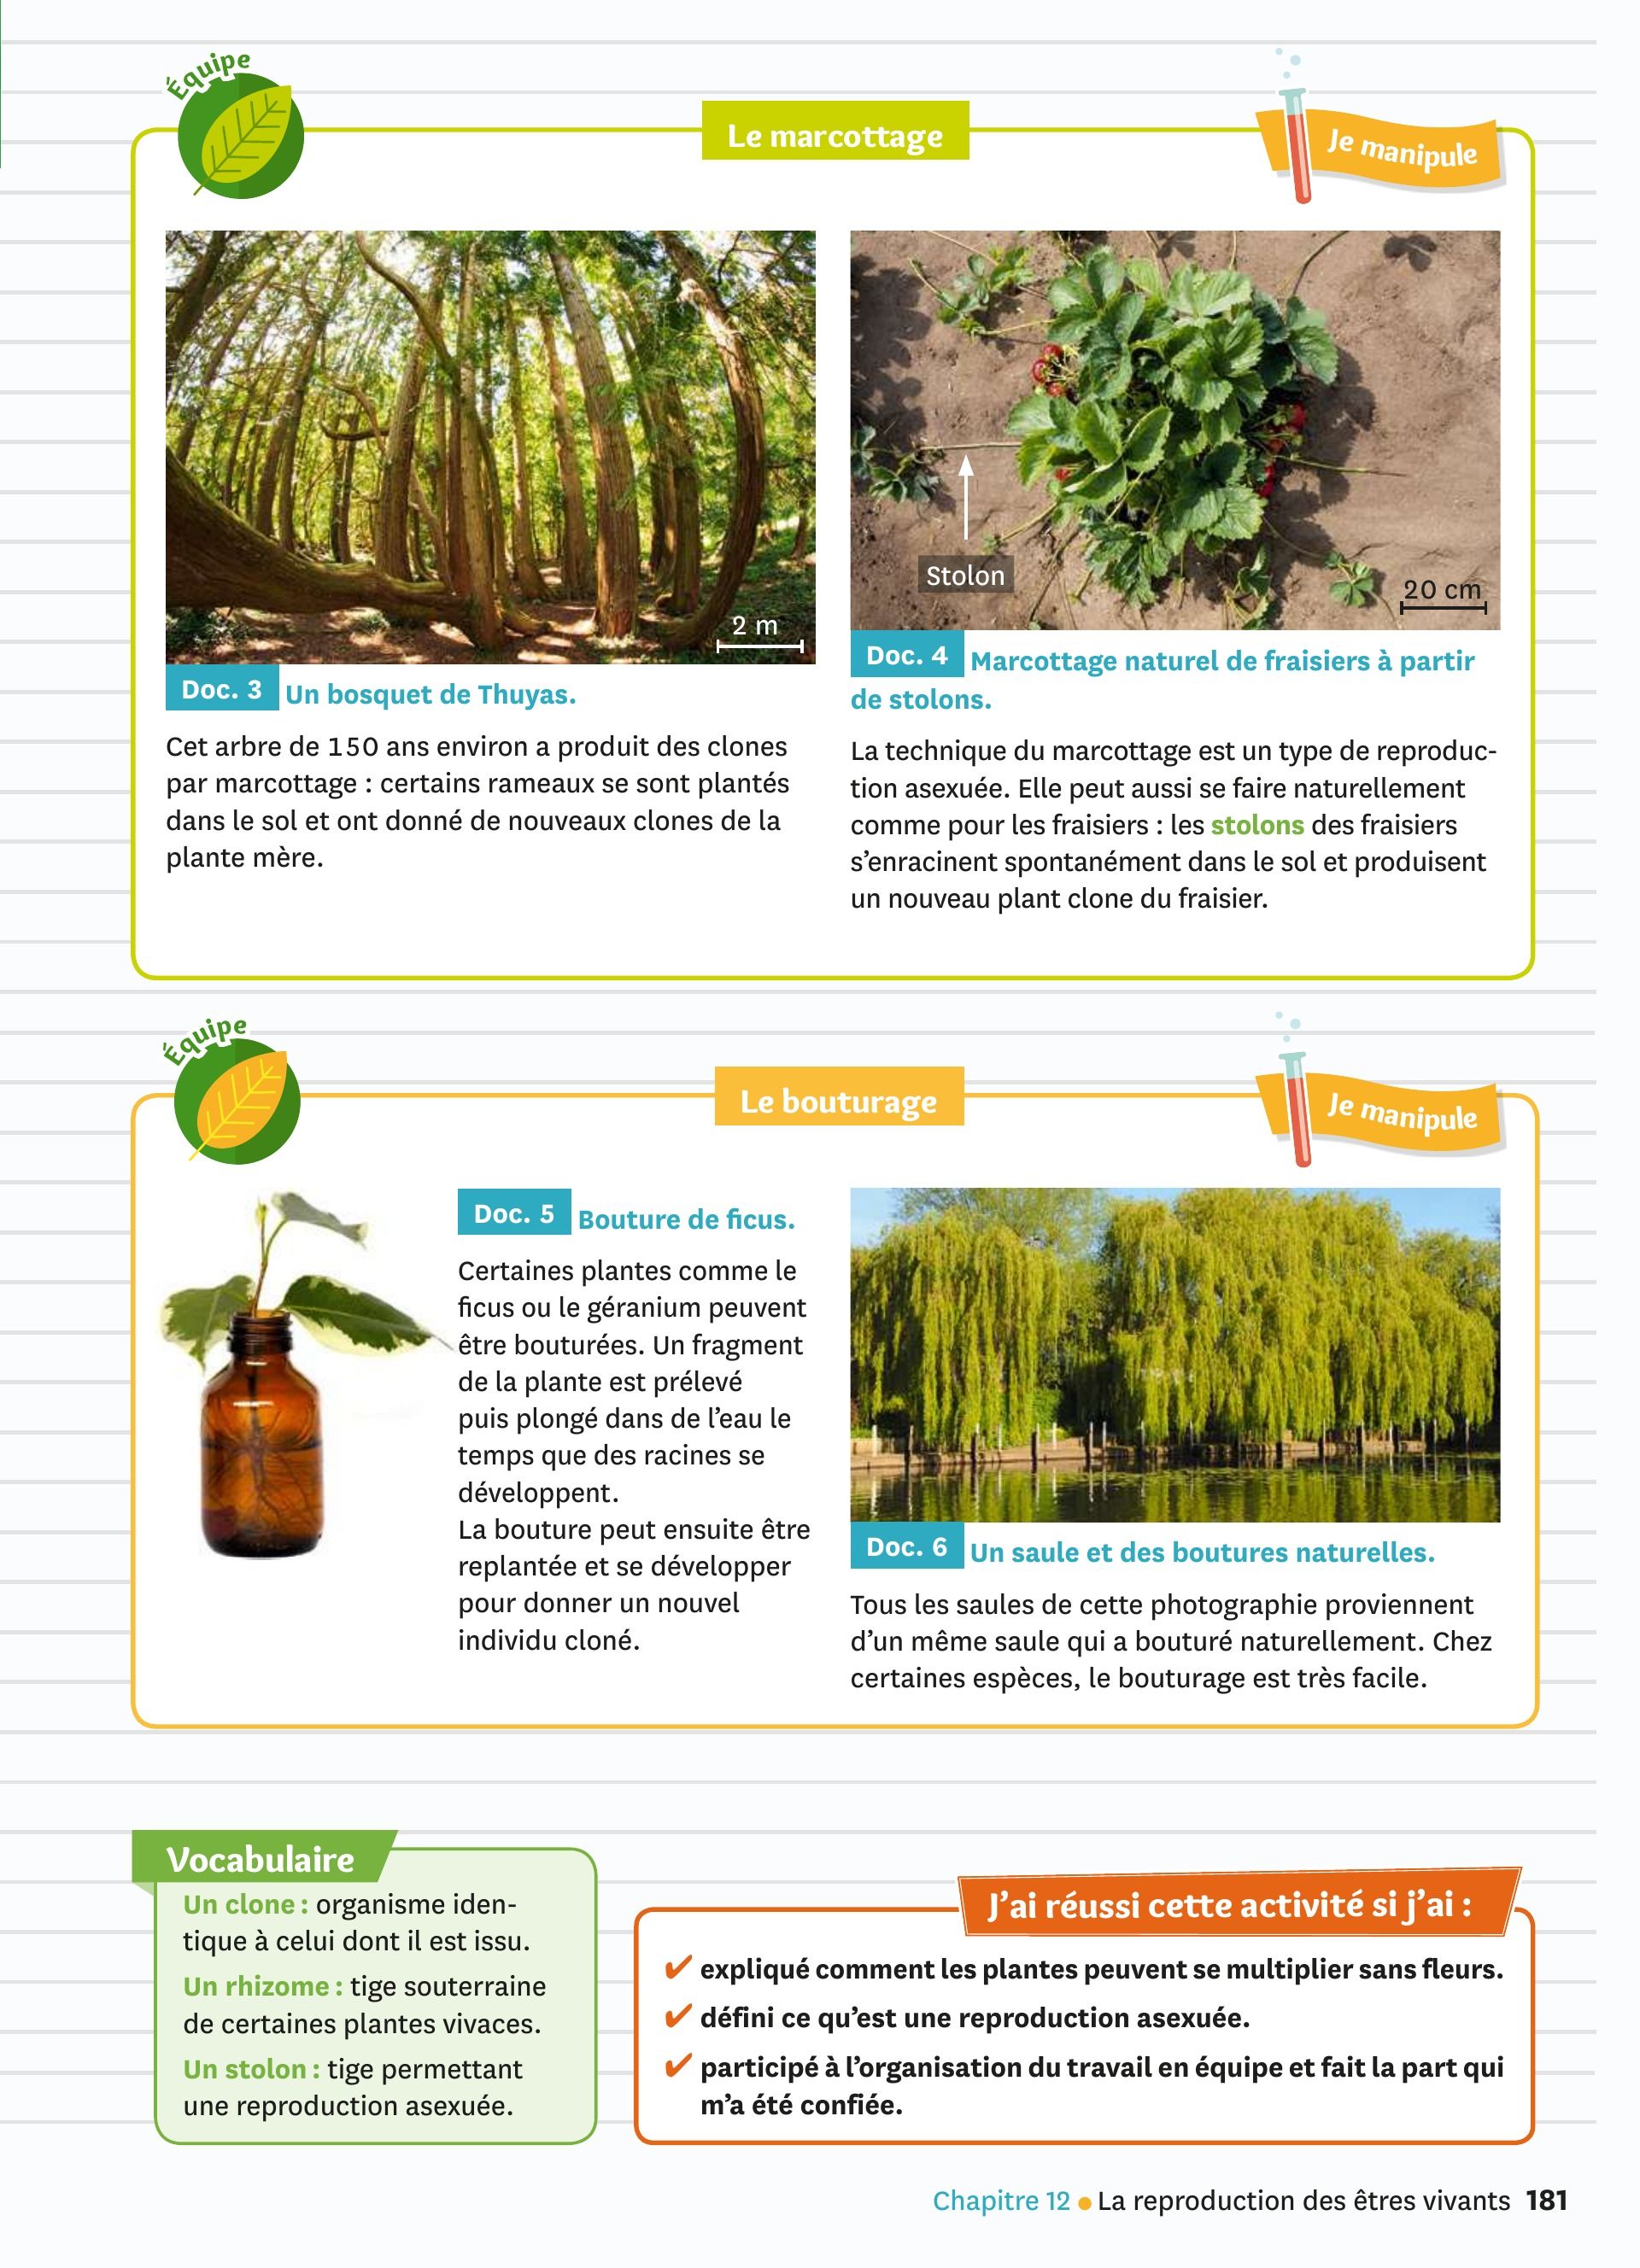 Équipe
Le marcottage
Je manipule
Stolon
2 m
20 cm
Doc. 3 Un bosquet de Thuyas.
Cet arbre de 150 ans environ a produit des clones
par marcottage : certains rameaux se sont plantés
dans le sol et ont donné de nouveaux clones de la
plante mère.
Doc. 4 Marcottage naturel de fraisiers à partir
de stolons.
La technique du marcottage est un type de reproduc-
tion asexuée. Elle peut aussi se faire naturellement
comme pour les fraisiers : les stolons des fraisiers
s’enracinent spontanément dans le sol et produisent
un nouveau plant clone du fraisier.
Équipe
Le bouturage
Je manipule
Doc. 5 Bouture de ficus.
Certaines plantes comme le
ficus ou le géranium peuvent
être bouturées. Un fragment
de la plante est prélevé
puis plongé dans de l’eau le
temps que des racines se
développent.
La bouture peut ensuite être
replantée et se développer
pour donner un nouvel
individu cloné.
Doc. 6 Un saule et des boutures naturelles.
Tous les saules de cette photographie proviennent
d’un même saule qui a bouturé naturellement. Chez
certaines espèces, le bouturage est très facile.
Vocabulaire
Un clone : organisme iden-
tique à celui dont il est issu.
Un rhizome : tige souterraine
de certaines plantes vivaces.
Un stolon : tige permettant
une reproduction asexuée.
J’ai réussi cette activité si j’ai :
✔ expliqué comment les plantes peuvent se multiplier sans fleurs.
✔ défini ce qu’est une reproduction asexuée.
✔ participé à l’organisation du travail en équipe et fait la part qui
m’a été confiée.
Chapitre 12 ● La reproduction des êtres vivants 181